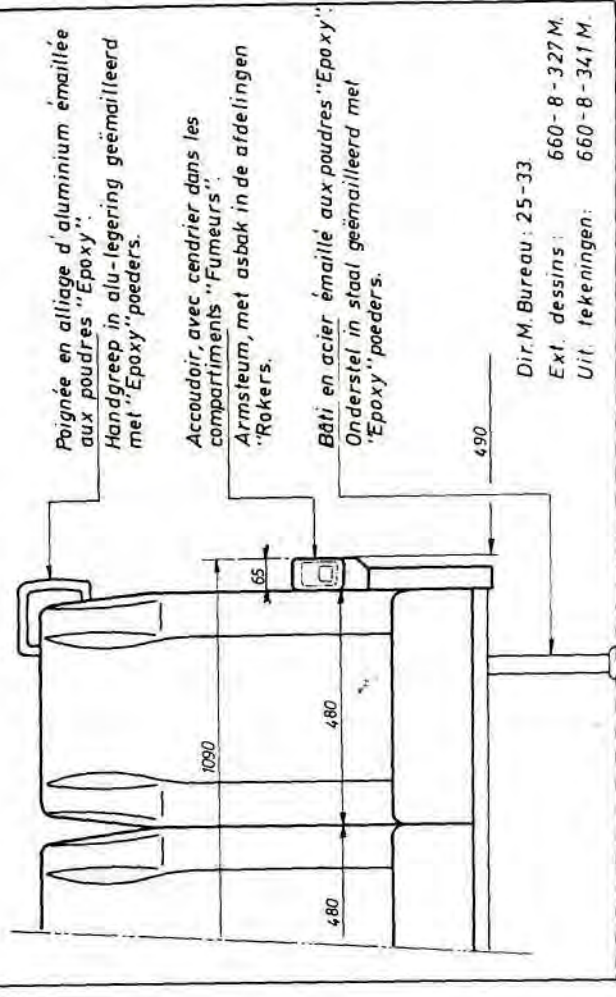 Poignée en alliage d'aluminium émaillée
aux poudres "Epoxy".
Handgreep in alu-legering geëmailleerd
met "Epoxy" poeders.
Accoudoir, avec cendrier dans les
compartiments "Fumeurs".
Armsteum, met asbak in de afdelingen
"Rokers.
Bâti en acier émaillé aux poudres "Epoxy".
Onderstel in staal geëmailleerd met
"Epoxy" poeders.
490
65
1090
480
480
Dir. M. Bureau : 25-33.
Ext. dessins : 660-8-327 M.
Uit. tekeningen: 660-8-341 M.